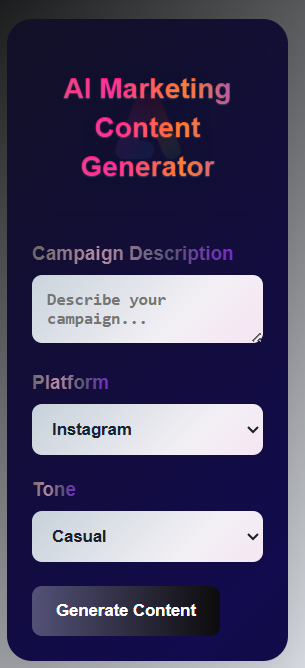 AI Marketing
Content
Generator
Campaign Description
Describe your
campaign...
Platform
Instagram
Tone
Casual
Generate Content